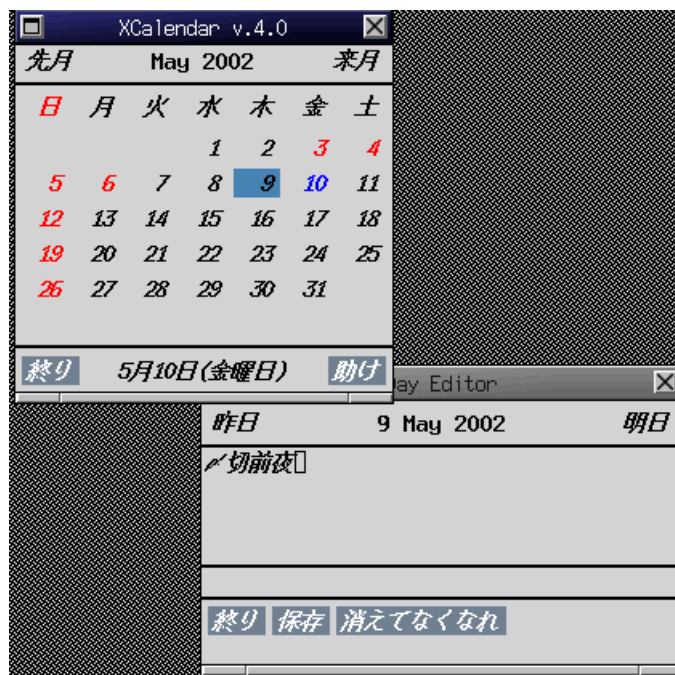 XCalendar v.4.0
先月 May 2002 来月
日 月 火 水 木 金 土
1 2 3 4
5 6 7 8 9 10 11
12 13 14 15 16 17 18
19 20 21 22 23 24 25
26 27 28 29 30 31
終り 5月10日(金曜日) 助け
ay Editor
昨日 9 May 2002 明日
〆切前夜
終り 保存 消えてなくなれ